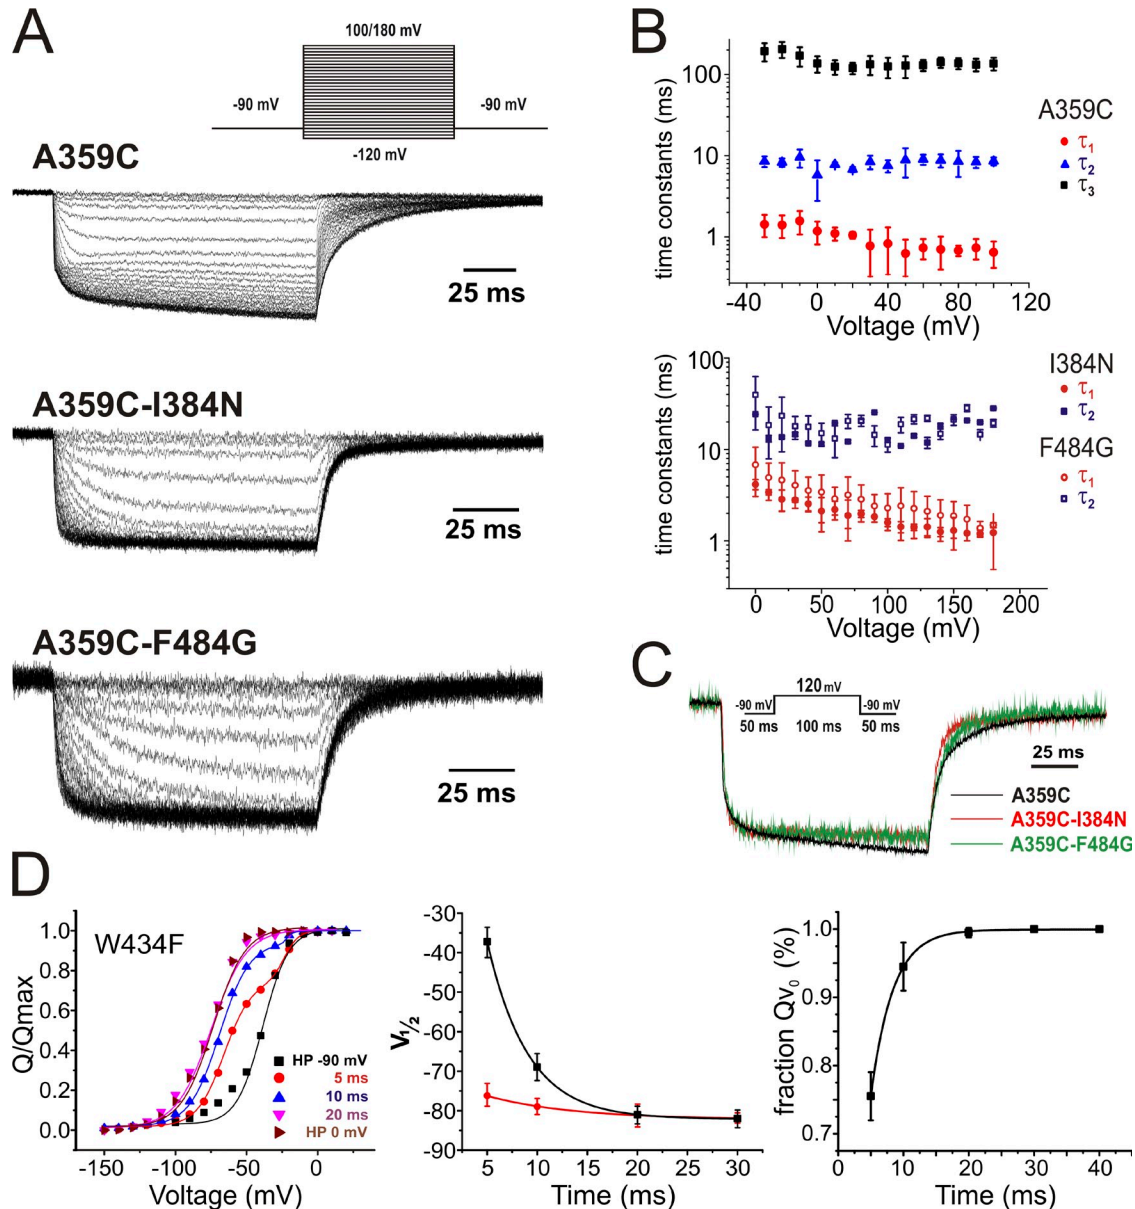 A
100/180 mV
-90 mV
-90 mV
-120 mV
A359C
25 ms
A359C-I384N
25 ms
A359C-F484G
25 ms
B
time constants (ms)
100
10
1
-40 0 40 80 120
Voltage (mV)
A359C
τ1
τ2
τ3
time constants (ms)
100
10
1
0 50 100 150 200
Voltage (mV)
I384N
τ1
τ2
F484G
τ1
τ2
C
120 mV
-90 mV
-90 mV
50 ms 100 ms 50 ms
25 ms
A359C
A359C-I384N
A359C-F484G
D
Q/Qmax
1.0
0.8
0.6
0.4
0.2
0.0
W434F
HP -90 mV
5 ms
10 ms
20 ms
HP 0 mV
-150 -100 -50 0
Voltage (mV)
V½
-30
-40
-50
-60
-70
-80
-90
5 10 15 20 25 30
Time (ms)
fraction Qv0 (%)
1.0
0.9
0.8
0.7
0 10 20 30 40
Time (ms)